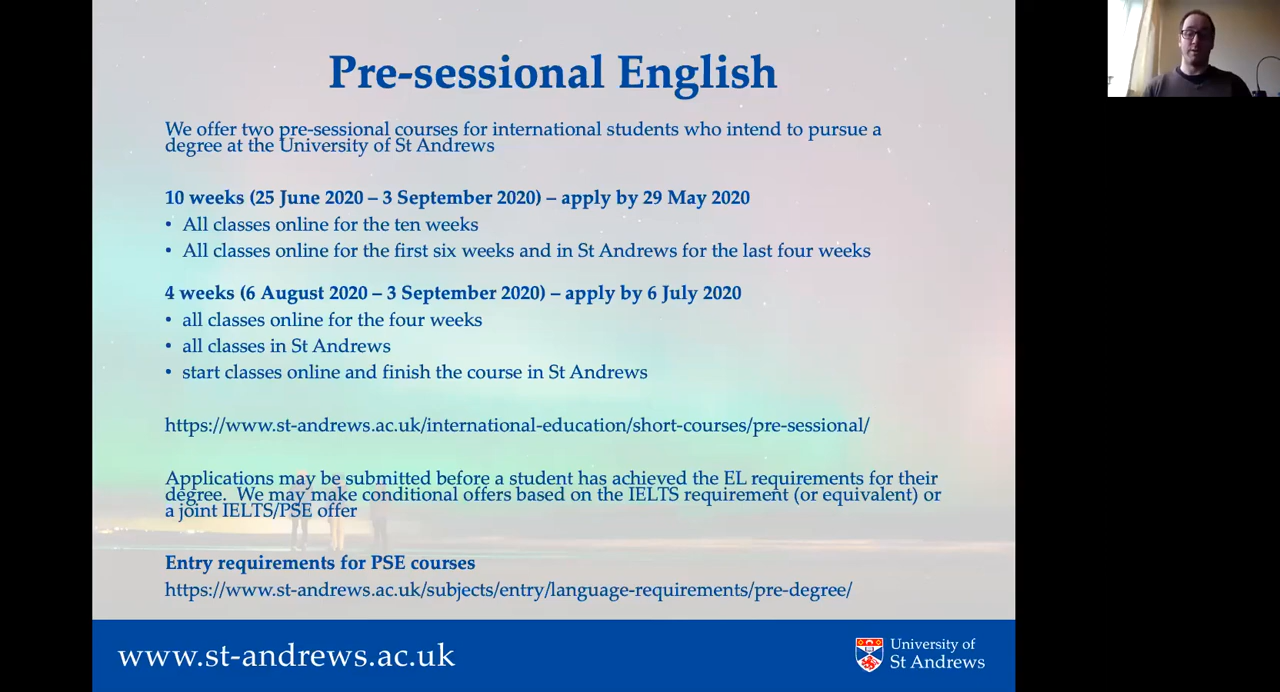 Pre-sessional English
We offer two pre-sessional courses for international students who intend to pursue a
degree at the University of St Andrews
10 weeks (25 June 2020 – 3 September 2020) – apply by 29 May 2020
• All classes online for the ten weeks
• All classes online for the first six weeks and in St Andrews for the last four weeks
4 weeks (6 August 2020 – 3 September 2020) – apply by 6 July 2020
• all classes online for the four weeks
• all classes in St Andrews
• start classes online and finish the course in St Andrews
https://www.st-andrews.ac.uk/international-education/short-courses/pre-sessional/
Applications may be submitted before a student has achieved the EL requirements for their
degree.  We may make conditional offers based on the IELTS requirement (or equivalent) or
a joint IELTS/PSE offer
Entry requirements for PSE courses
https://www.st-andrews.ac.uk/subjects/entry/language-requirements/pre-degree/
www.st-andrews.ac.uk
University of
St Andrews